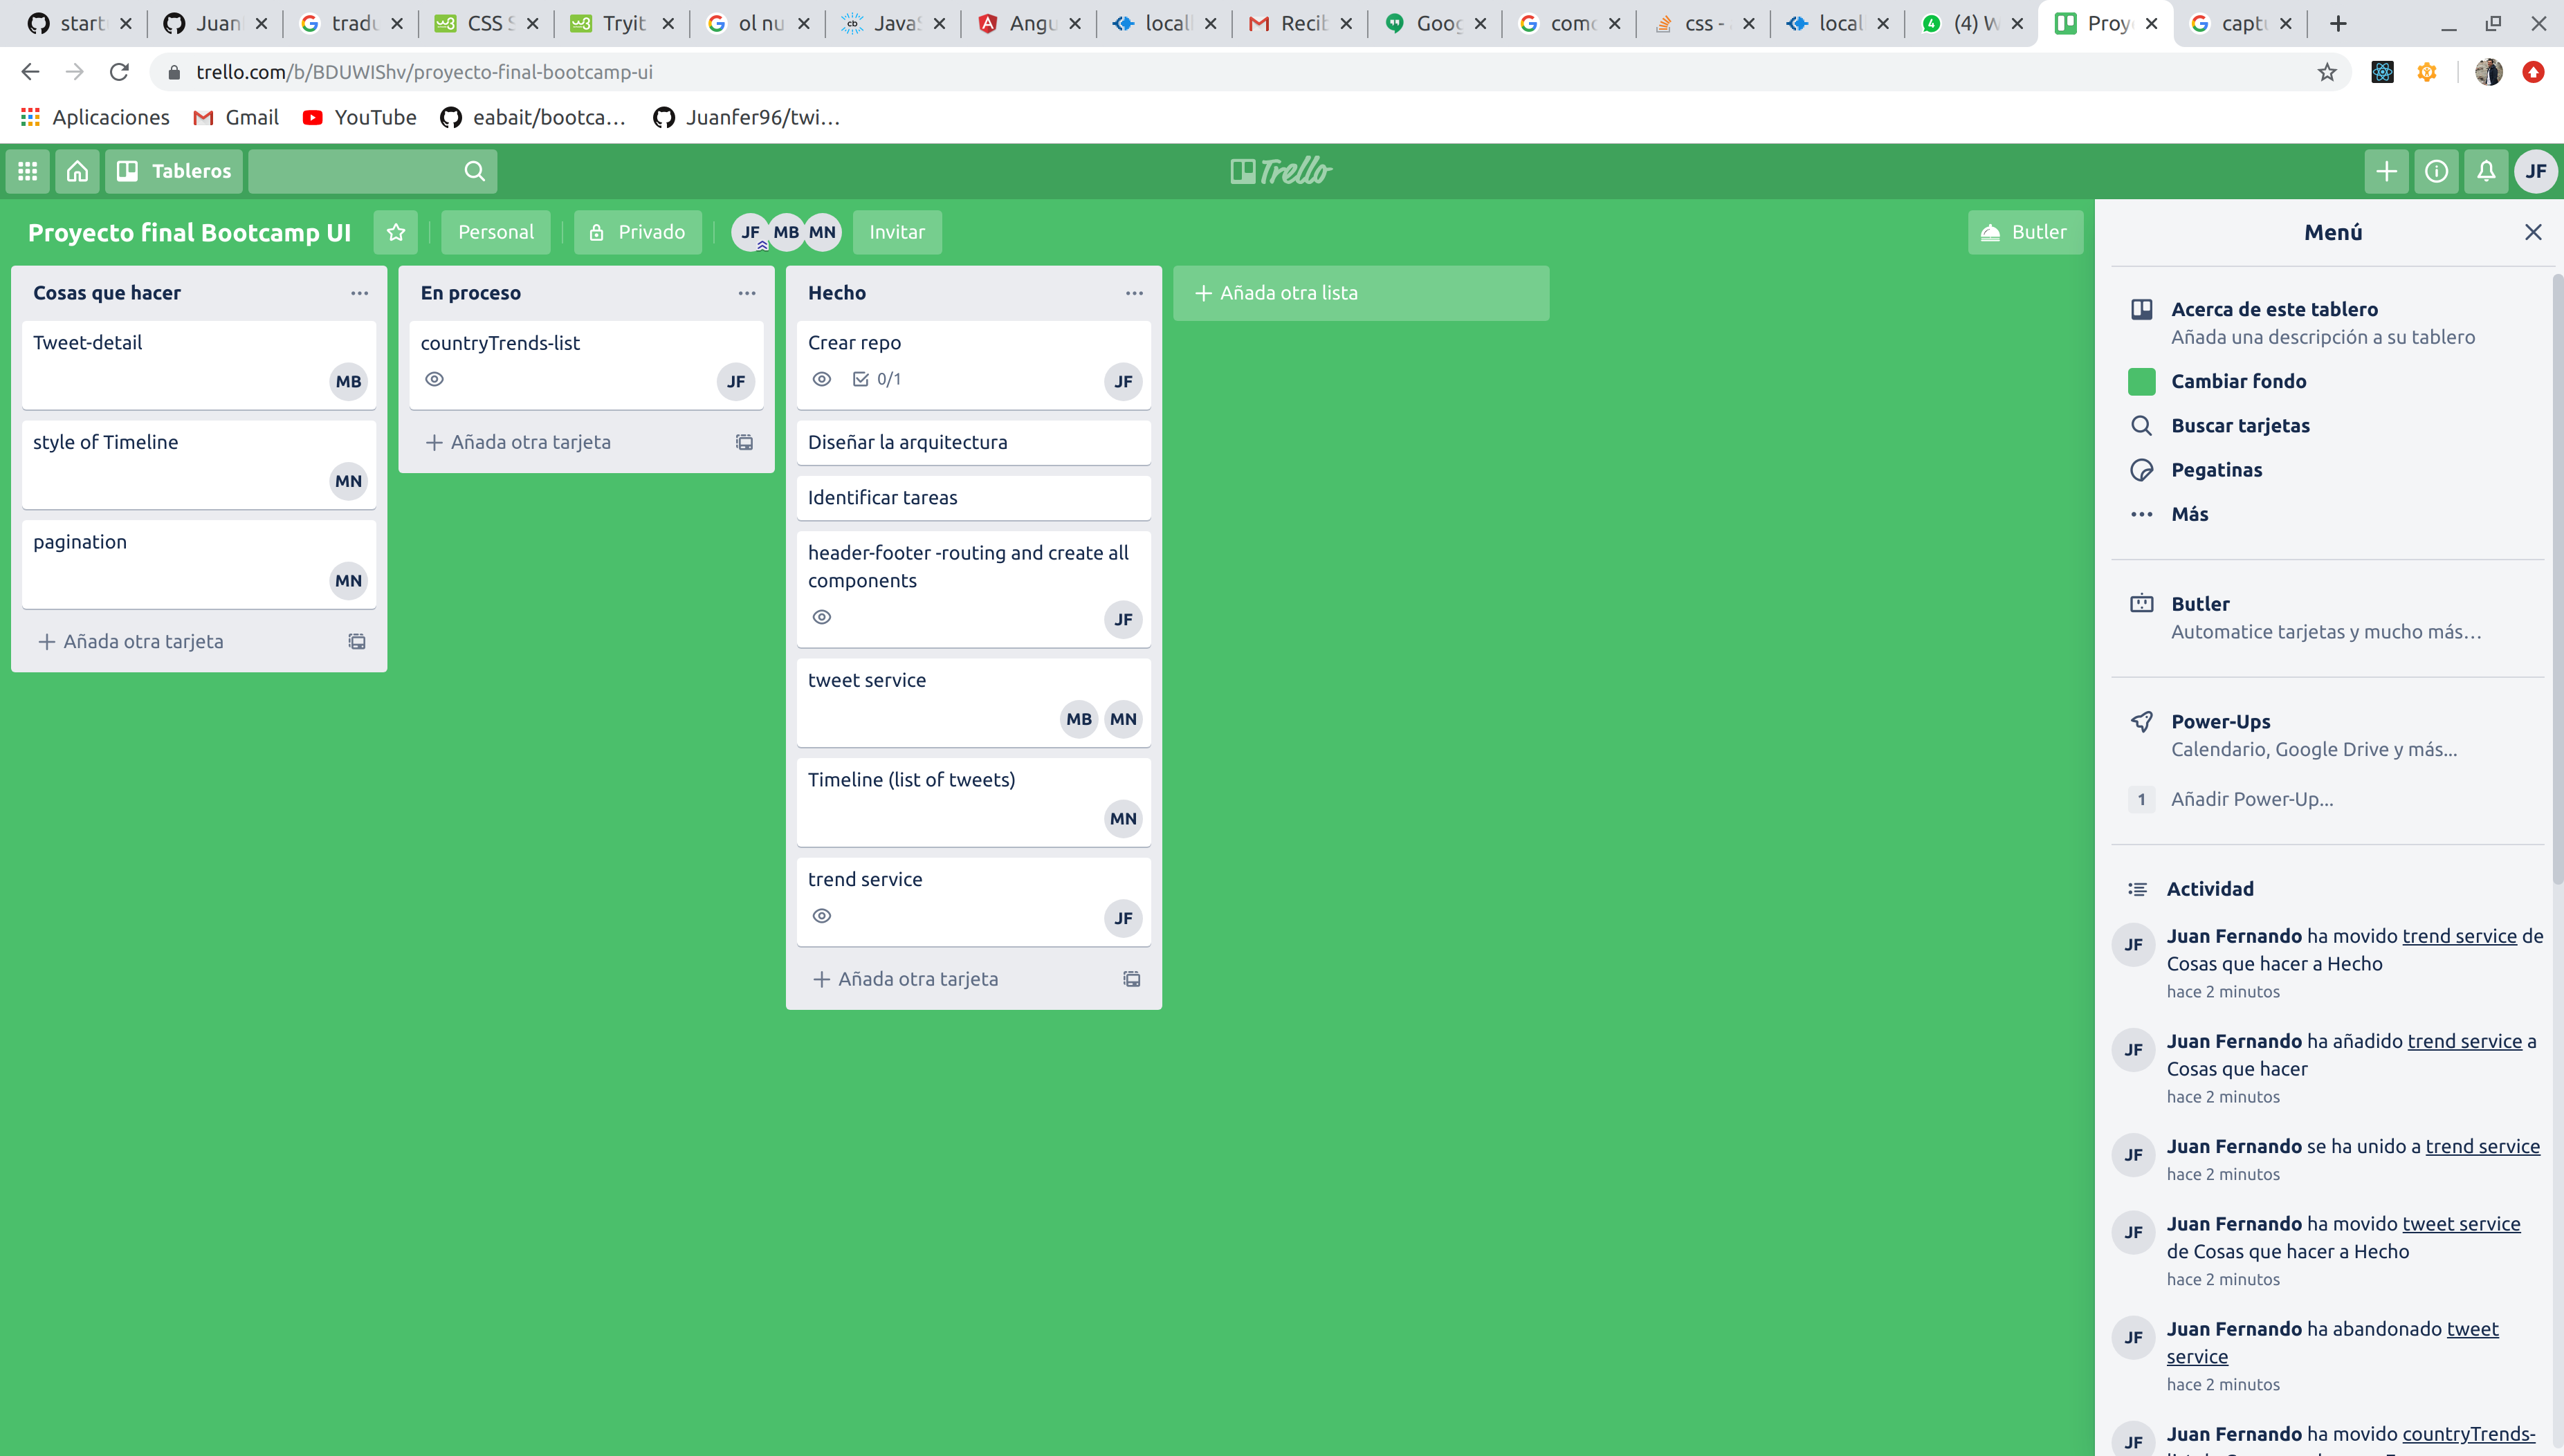 start
Juan
tradu
CSS S
Tryit
ol nu
JavaS
Angu
locall
Recib
Goog
como
css -
local
(4) W
Proye
captu
trello.com/b/BDUWIShv/proyecto-final-bootcamp-ui
Aplicaciones
Gmail
YouTube
eabait/bootca...
Juanfer96/twi...
Tableros
Trello
JF
Proyecto final Bootcamp UI
Personal
Privado
JF
MB
MN
Invitar
Butler
Cosas que hacer
Tweet-detail
MB
style of Timeline
MN
pagination
MN
+ Añada otra tarjeta
En proceso
countryTrends-list
JF
+ Añada otra tarjeta
Hecho
Crear repo
0/1
JF
Diseñar la arquitectura
Identificar tareas
header-footer -routing and create all
components
JF
tweet service
MB
MN
Timeline (list of tweets)
MN
trend service
JF
+ Añada otra tarjeta
+ Añada otra lista
Menú
Acerca de este tablero
Añada una descripción a su tablero
Cambiar fondo
Buscar tarjetas
Pegatinas
Más
Butler
Automatice tarjetas y mucho más…
Power-Ups
Calendario, Google Drive y más...
1 Añadir Power-Up...
Actividad
JF
Juan Fernando ha movido trend service de
Cosas que hacer a Hecho
hace 2 minutos
JF
Juan Fernando ha añadido trend service a
Cosas que hacer
hace 2 minutos
JF
Juan Fernando se ha unido a trend service
hace 2 minutos
JF
Juan Fernando ha movido tweet service
de Cosas que hacer a Hecho
hace 2 minutos
JF
Juan Fernando ha abandonado tweet
service
hace 2 minutos
JF
Juan Fernando ha movido countryTrends-